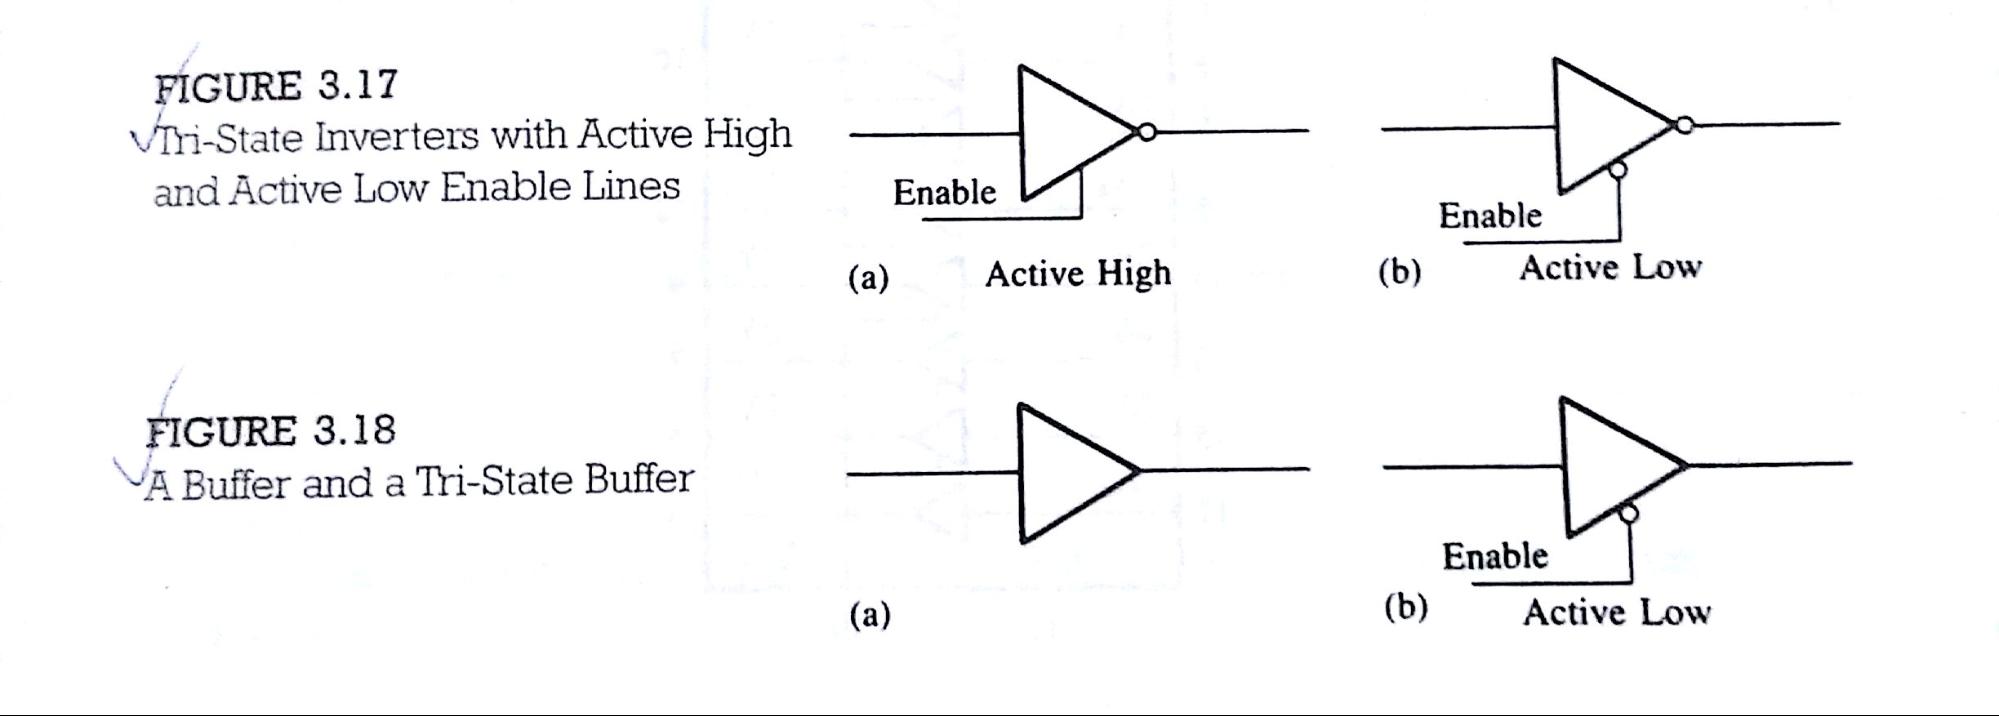 FIGURE 3.17
Tri-State Inverters with Active High
and Active Low Enable Lines
Enable
(a) Active High
Enable
(b) Active Low
FIGURE 3.18
A Buffer and a Tri-State Buffer
(a)
Enable
(b) Active Low